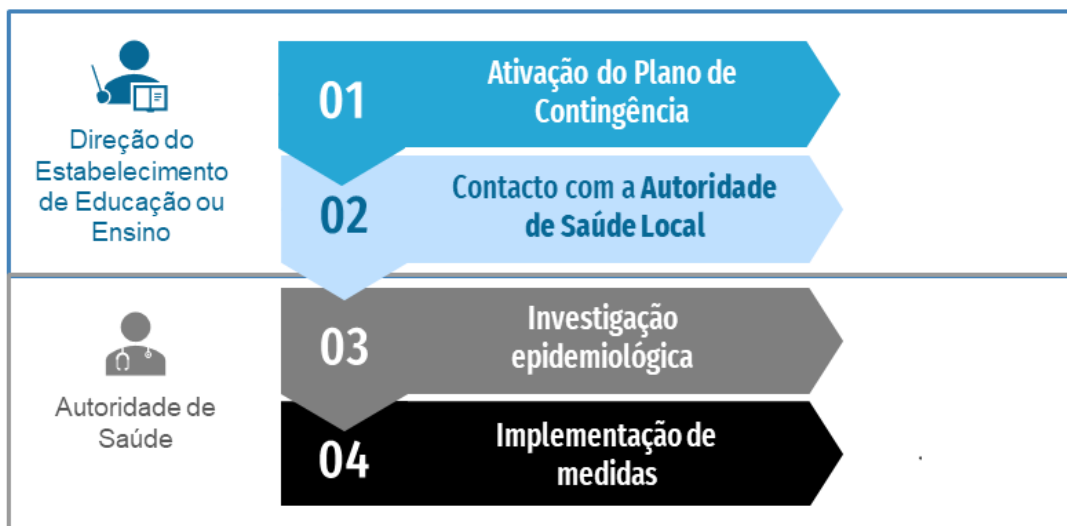 Direção do
Estabelecimento
de Educação ou
Ensino
01
Ativação do Plano de
Contingência
02
Contacto com a Autoridade
de Saúde Local
Autoridade de
Saúde
03
Investigação
epidemiológica
04
Implementação de
medidas